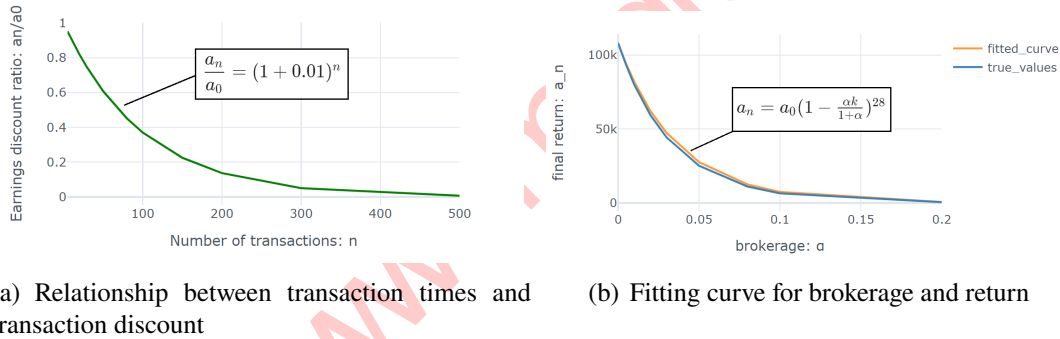 Earnings discount ratio: an/a0
1
0.8
0.6
0.4
0.2
0
a_n/a_0 = (1 + 0.01)^n
100
200
300
400
500
Number of transactions: n
final return: a_n
100k
50k
0
a_n = a_0(1 - αk/(1+α))^28
fitted_curve
true_values
0
0.05
0.1
0.15
0.2
brokerage: α
a) Relationship between transaction times and
ransaction discount
(b) Fitting curve for brokerage and return